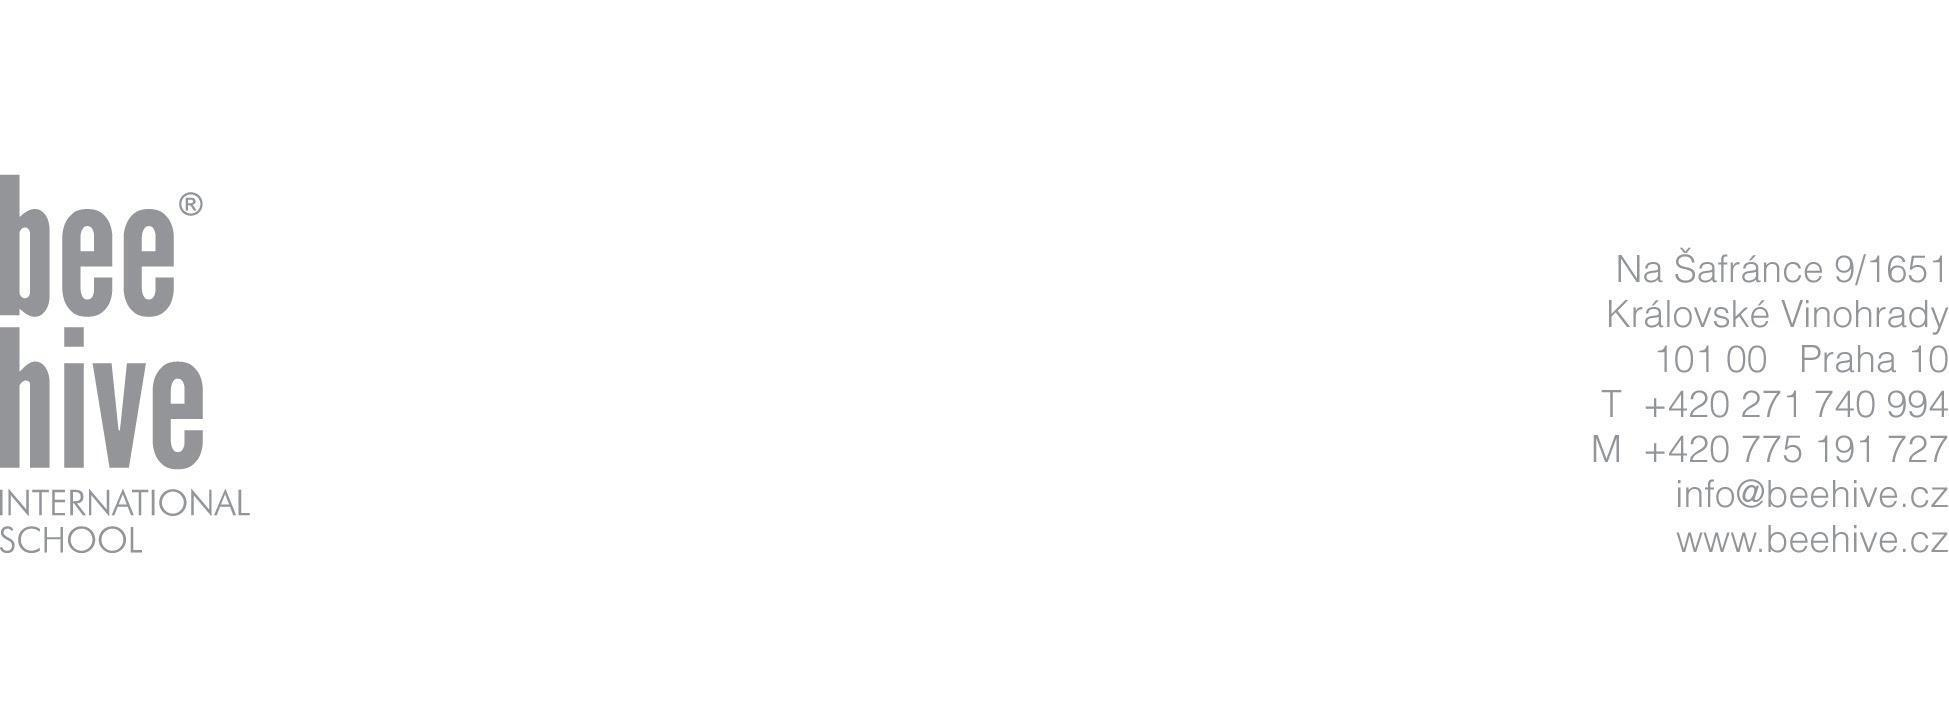 bee®
hive
INTERNATIONAL
SCHOOL
Na Šafránce 9/1651
Královské Vinohrady
101 00 Praha 10
T +420 271 740 994
M +420 775 191 727
info@beehive.cz
www.beehive.cz